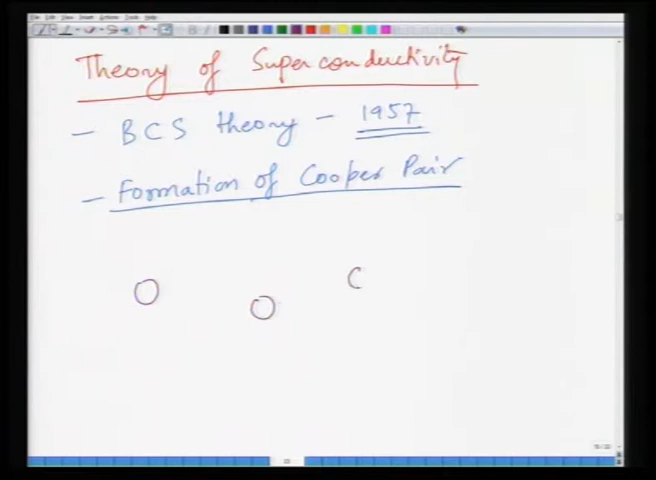 Theory of Superconductivity
- BCS theory - 1957
- Formation of Cooper Pair